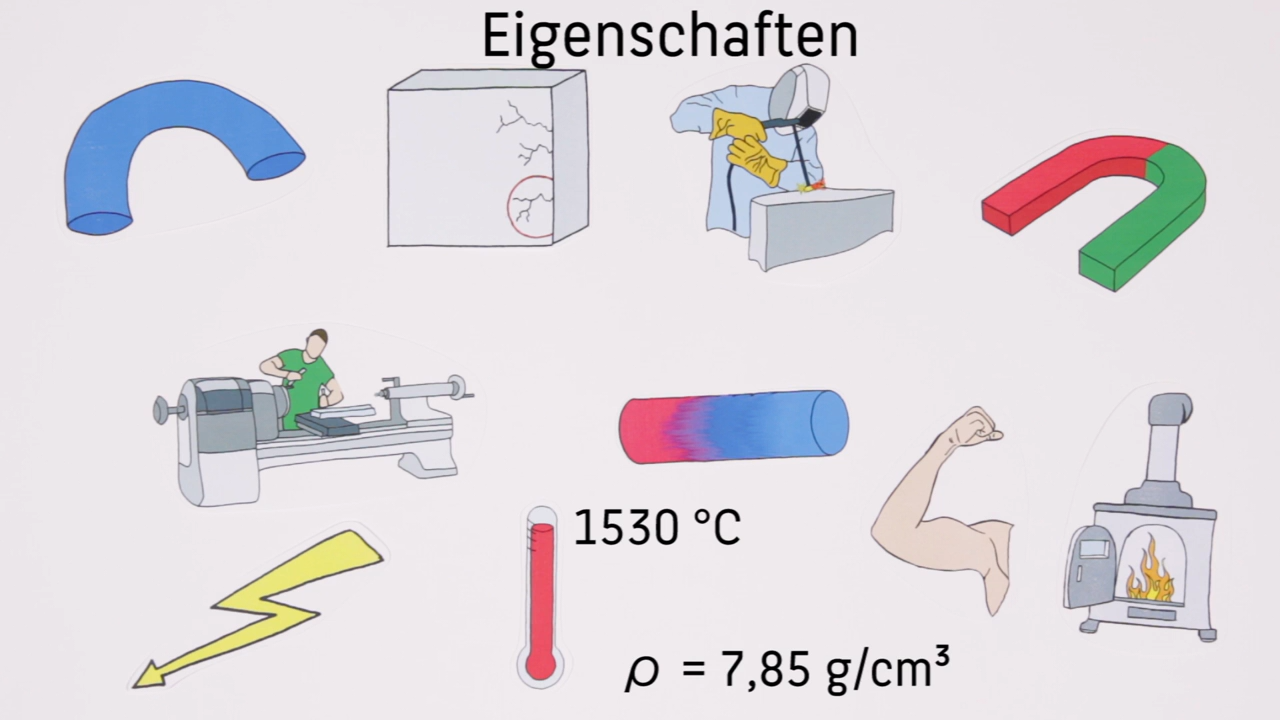 Eigenschaften
1530 °C
ρ = 7,85 g/cm³